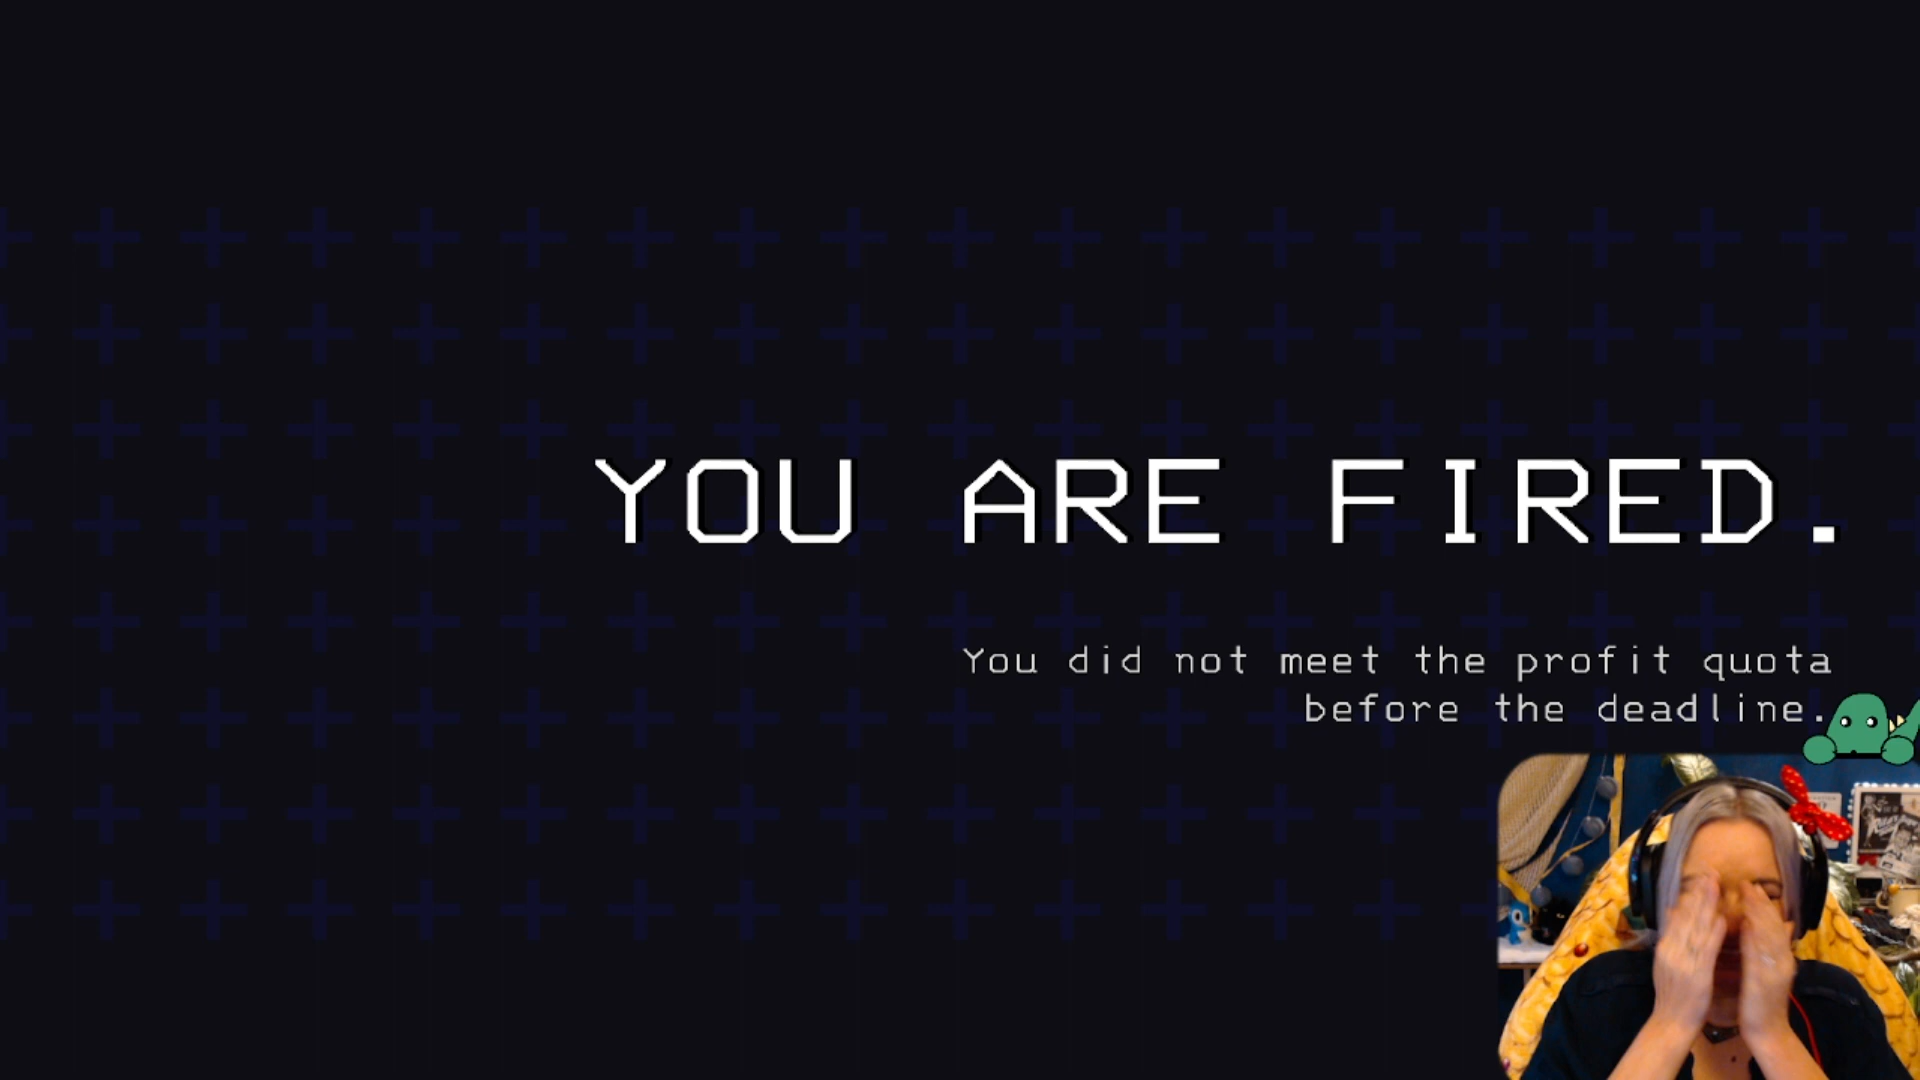 YOU ARE FIRED.
You did not meet the profit quota
before the deadline.